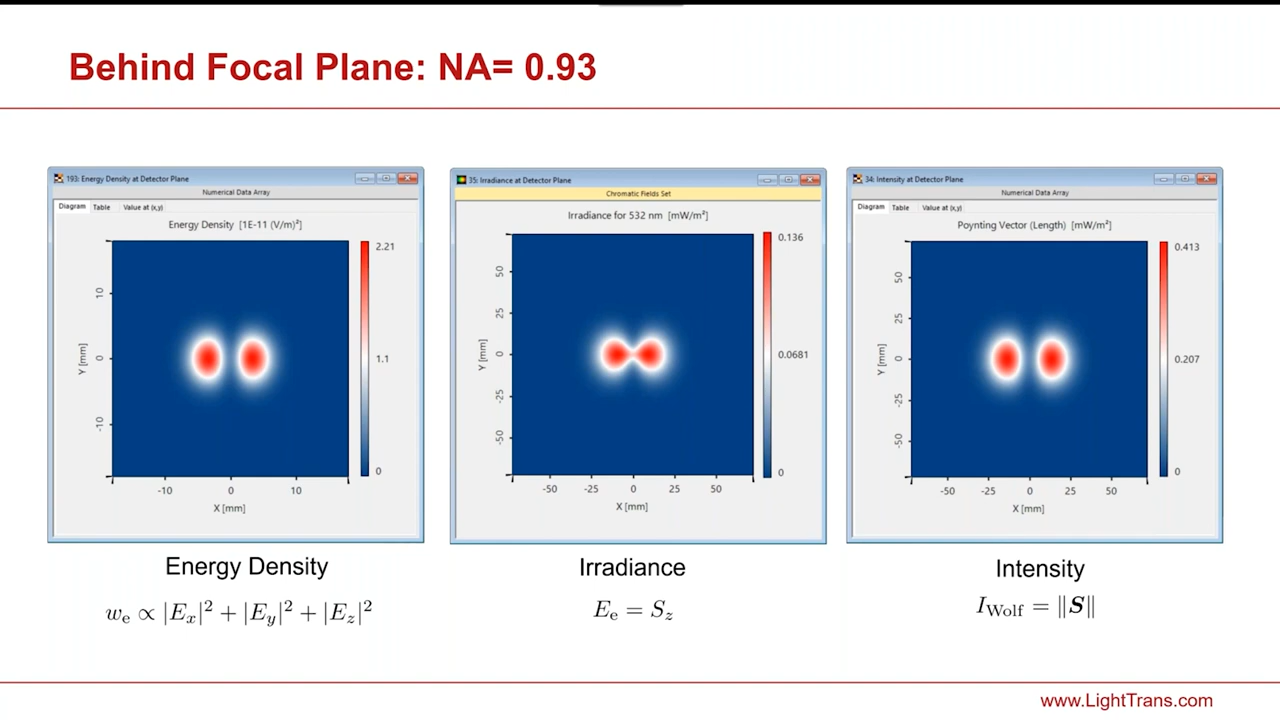 Behind Focal Plane: NA= 0.93
193: Energy Density at Detector Plane
Numerical Data Array
Diagram Table Value at (x,y)
Energy Density [1E-11 (V/m)²]
2.21
1.1
0
Y [mm]
10
0
-10
-10 0 10
X [mm]
35: Irradiance at Detector Plane
Chromatic Fields Set
Irradiance for 532 nm [mW/m²]
0.136
0.0681
0
Y [mm]
50
25
0
-25
-50
-50 -25 0 25 50
X [mm]
34: Intensity at Detector Plane
Numerical Data Array
Diagram Table Value at (x,y)
Poynting Vector (Length) [mW/m²]
0.413
0.207
0
Y [mm]
50
25
0
-25
-50
-50 -25 0 25 50
X [mm]
Energy Density
Irradiance
Intensity
wₑ ∝ |Eₓ|² + |E_y|² + |E_z|²
Eₑ = S_z
I_Wolf = ‖S‖
www.LightTrans.com